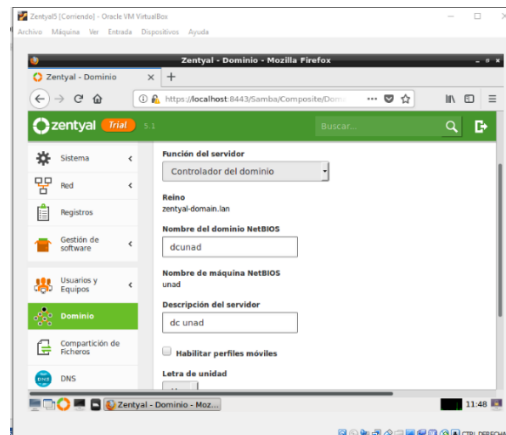 Zentyal5 [Corriendo] - Oracle VM VirtualBox
Archivo Máquina Ver Entrada Dispositivos Ayuda
Zentyal - Dominio - Mozilla Firefox
Zentyal - Dominio
https://localhost:8443/Samba/Composite/Dom
zentyal Trial 5.1 Buscar...
Sistema
Red
Registros
Gestión de
software
Usuarios y
Equipos
Dominio
Compartición de
Ficheros
DNS
Función del servidor
Controlador del dominio
Reino
zentyal-domain.lan
Nombre del dominio NetBIOS
dcunad
Nombre de máquina NetBIOS
unad
Descripción del servidor
dc unad
Habilitar perfiles móviles
Letra de unidad
Zentyal - Dominio - Moz...
11:48
CTRL DERECHA